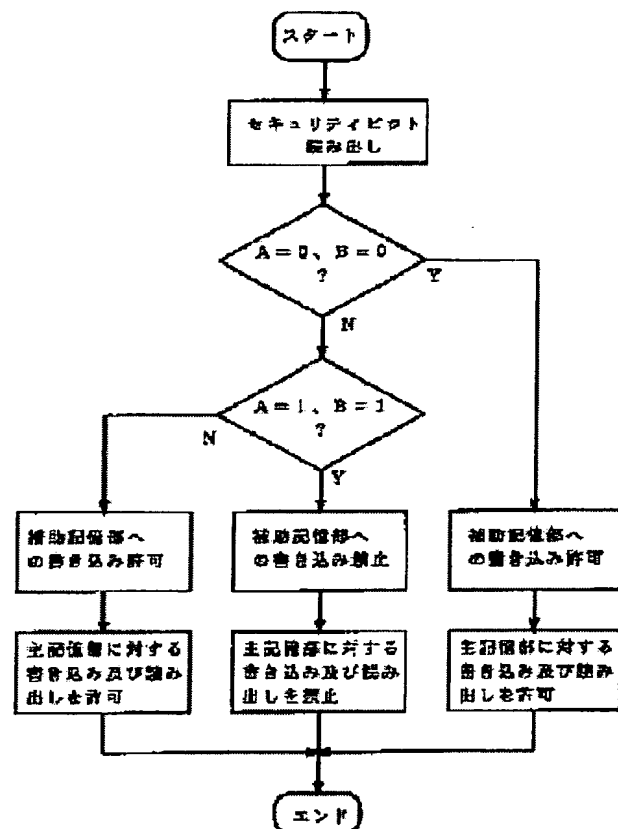 スタート
セキュリティビット
読み出し
A=0、B=0
?
Y
N
A=1、B=1
?
N
Y
補助記憶部へ
の書き込み許可
補助記憶部へ
の書き込み禁止
補助記憶部へ
の書き込み許可
主記憶部に対する
書き込み及び読み
出しを許可
主記憶部に対する
書き込み及び読み
出しを禁止
主記憶部に対する
書き込み及び読み
出しを許可
エンド